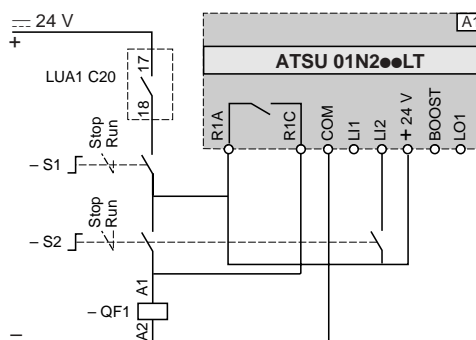 24 V
+
A1
ATSU 01N2●●LT
LUA1 C20
17
18
R1A
R1C
COM
LI1
LI2
+ 24 V
BOOST
LO1
Stop
Run
– S1
Stop
Run
– S2
A1
– QF1
A2
–